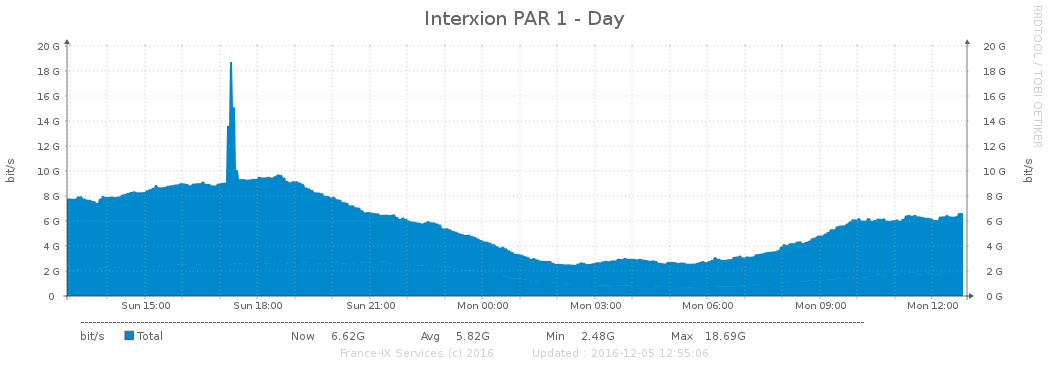 Interxion PAR 1 - Day
RRDTOOL / TOBI OETIKER
20 G 20 G
18 G 18 G
16 G 16 G
14 G 14 G
12 G 12 G
10 G 10 G
8 G 8 G
6 G 6 G
4 G 4 G
2 G 2 G
0 0 G
bit/s
bit/s
Sun 15:00 Sun 18:00 Sun 21:00 Mon 00:00 Mon 03:00 Mon 06:00 Mon 09:00 Mon 12:00
bit/s Total Now 6.62G Avg 5.82G Min 2.48G Max 18.69G
France-IX Services (c) 2016 Updated : 2016-12-05 12:55:06